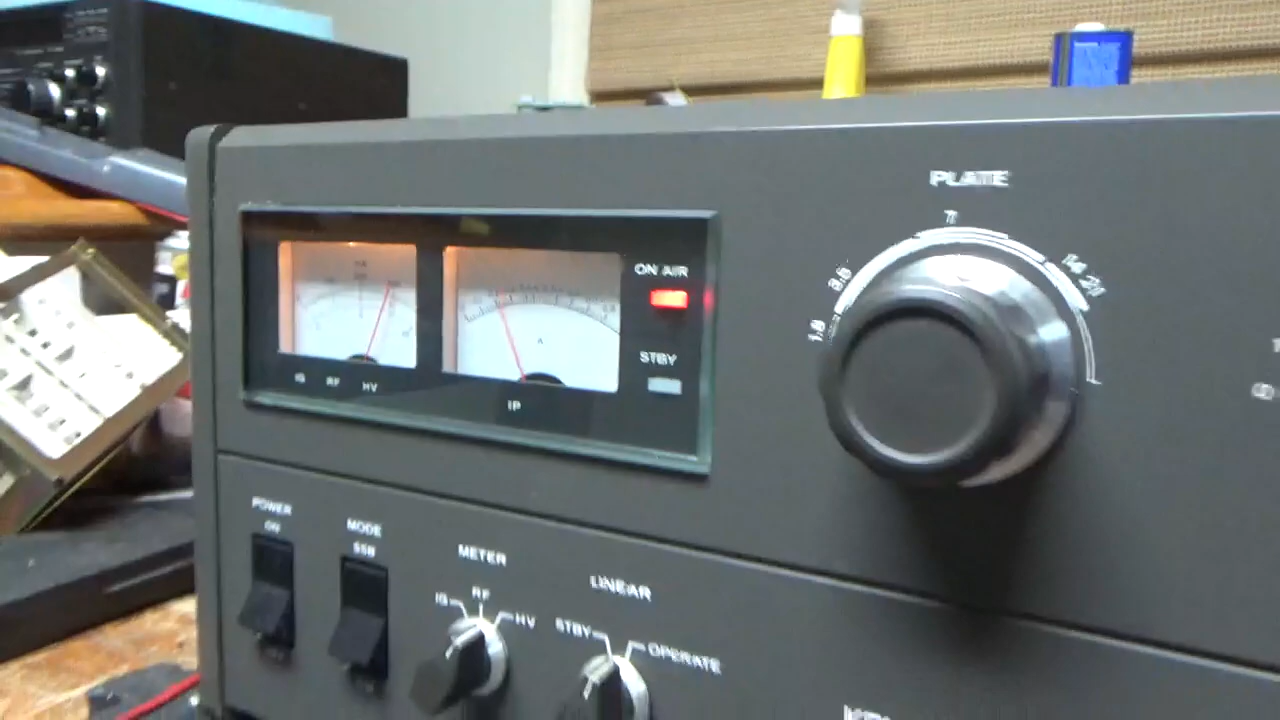 PLATE
7
3.5
14
21
1.8
ON AIR
STBY
IG RF HV
IP
POWER
ON
MODE
SSB
METER
IG RF HV
LINEAR
STBY OPERATE